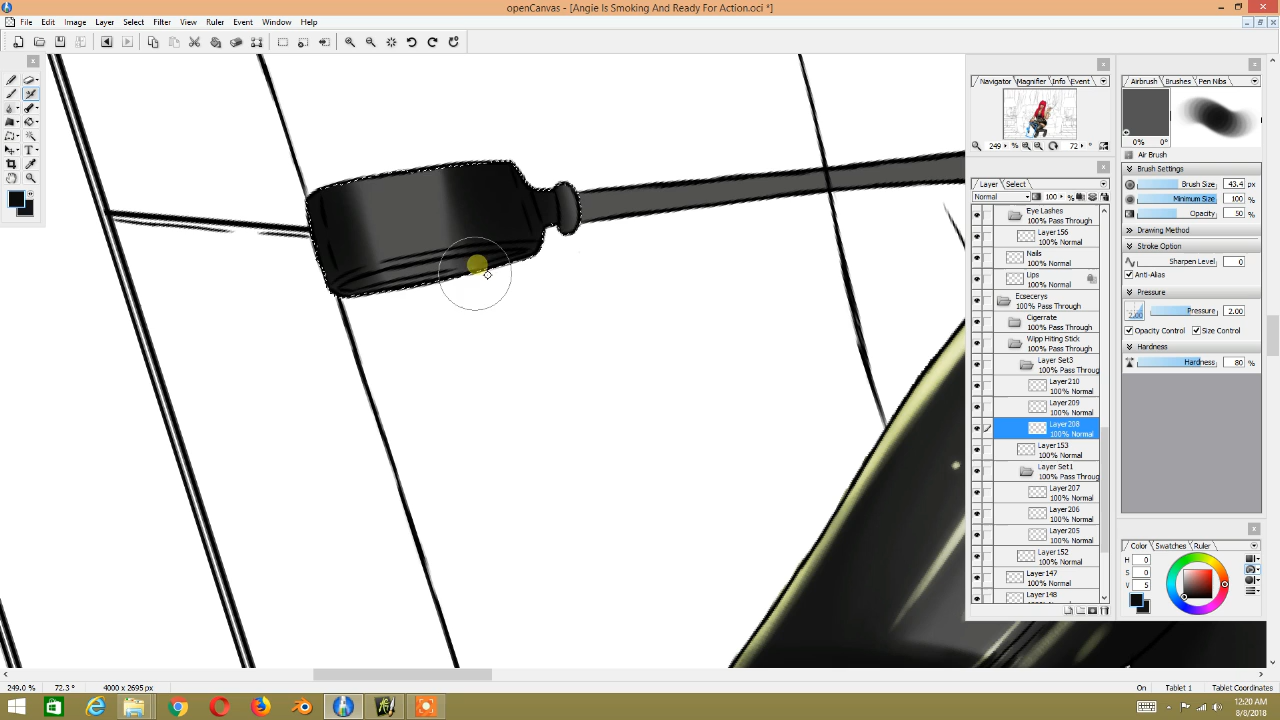 openCanvas - [Angie Is Smoking And Ready For Action.oci *]
File Edit Image Layer Select Filter View Ruler Event Window Help
Navigator Magnifier Info Event
249 % 72 °
Layer Select
Normal 100 %
Eye Lashes
100% Pass Through
Layer156
100% Normal
Nails
100% Normal
Lips
100% Normal
Ecsecerys
100% Pass Through
Cigerrate
100% Pass Through
Wipp Hiting Stick
100% Pass Through
Layer Set3
100% Pass Throug
Layer210
100% Normal
Layer209
100% Normal
Layer208
100% Normal
Layer153
100% Normal
Layer Set1
100% Pass Throug
Layer207
100% Normal
Layer206
100% Normal
Layer205
100% Normal
Layer152
100% Normal
Layer147
100% Normal
Layer148
100% Normal
Airbrush Brushes Pen Nibs
0% 0°
Air Brush
Brush Settings
Brush Size 43.4 px
Minimum Size 100 %
Opacity 50 %
Drawing Method
Stroke Option
Sharpen Level 0
Anti-Alias
Pressure
2.00 Pressure 2.00
Opacity Control Size Control
Hardness
Hardness 80 %
Color Swatches Ruler
H 0
S 0
V 5
249.0 % 72.3 ° 4000 x 2695 px On Tablet 1 Tablet Coordinates
12:20 AM
8/8/2018